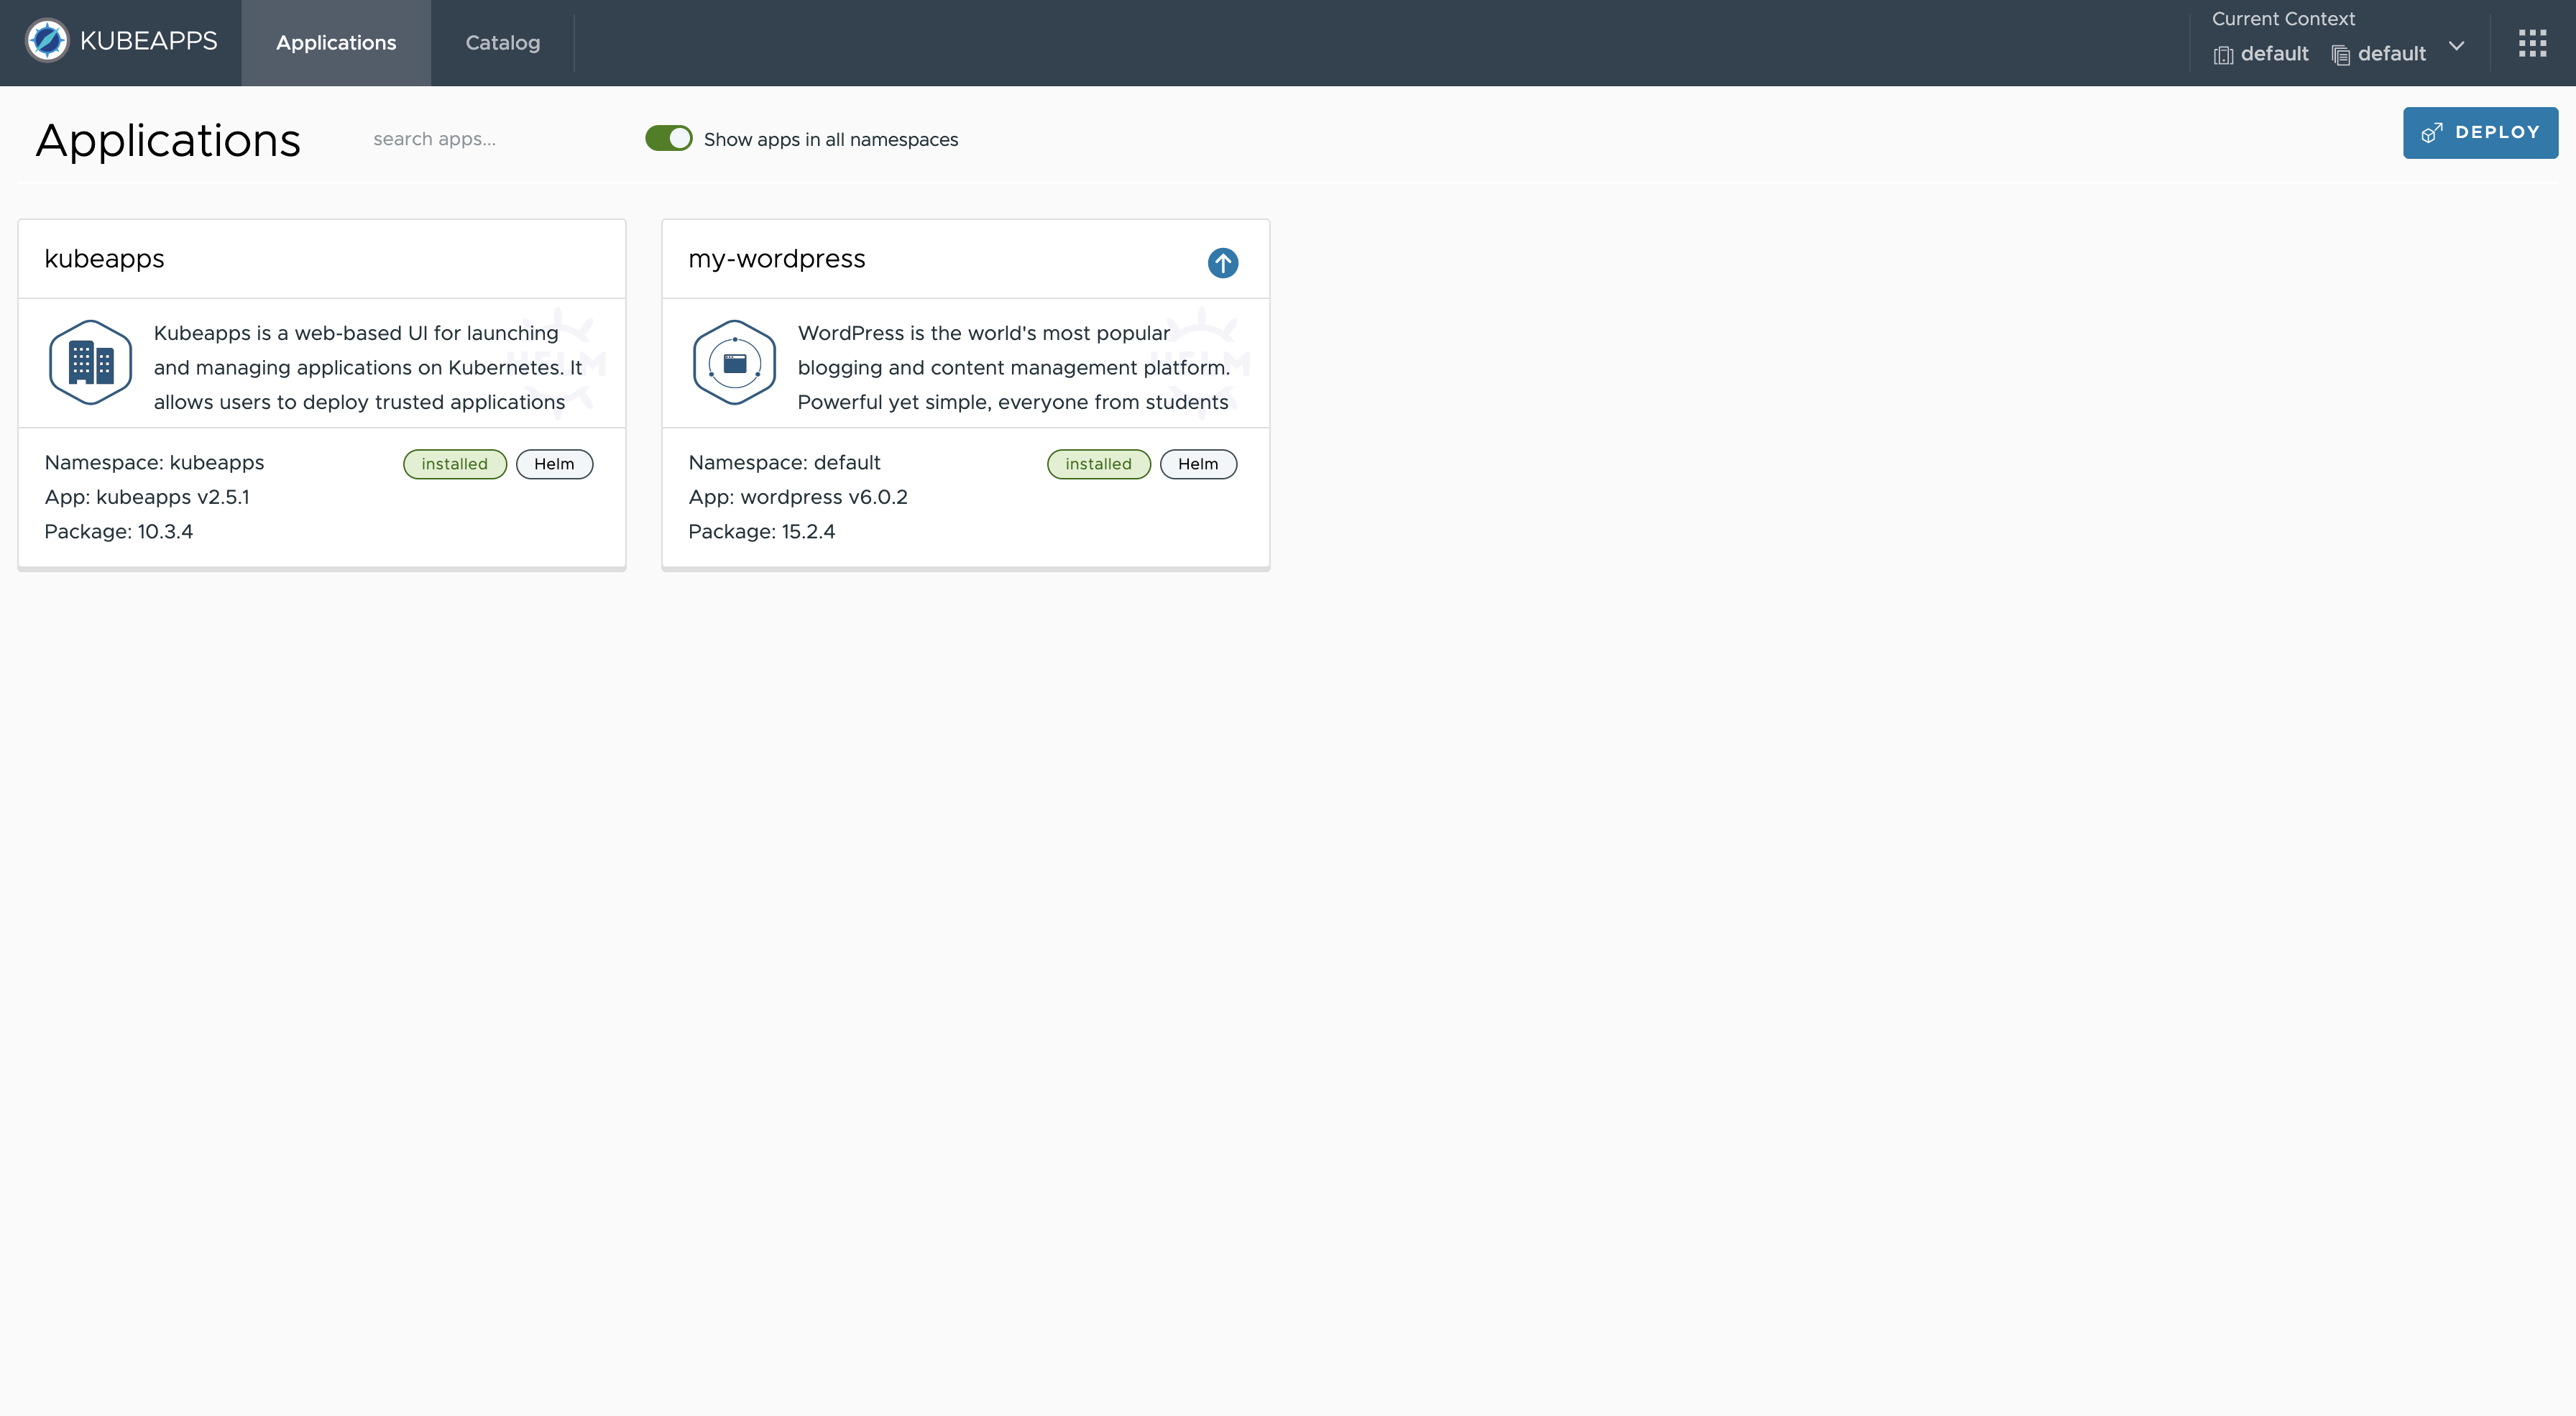 KUBEAPPS
Applications
Catalog
Current Context
default default
Applications
search apps...
Show apps in all namespaces
DEPLOY
kubeapps
HELM
Kubeapps is a web-based UI for launching
and managing applications on Kubernetes. It
allows users to deploy trusted applications
Namespace: kubeapps
App: kubeapps v2.5.1
Package: 10.3.4
installed
Helm
my-wordpress
HELM
WordPress is the world's most popular
blogging and content management platform.
Powerful yet simple, everyone from students
Namespace: default
App: wordpress v6.0.2
Package: 15.2.4
installed
Helm